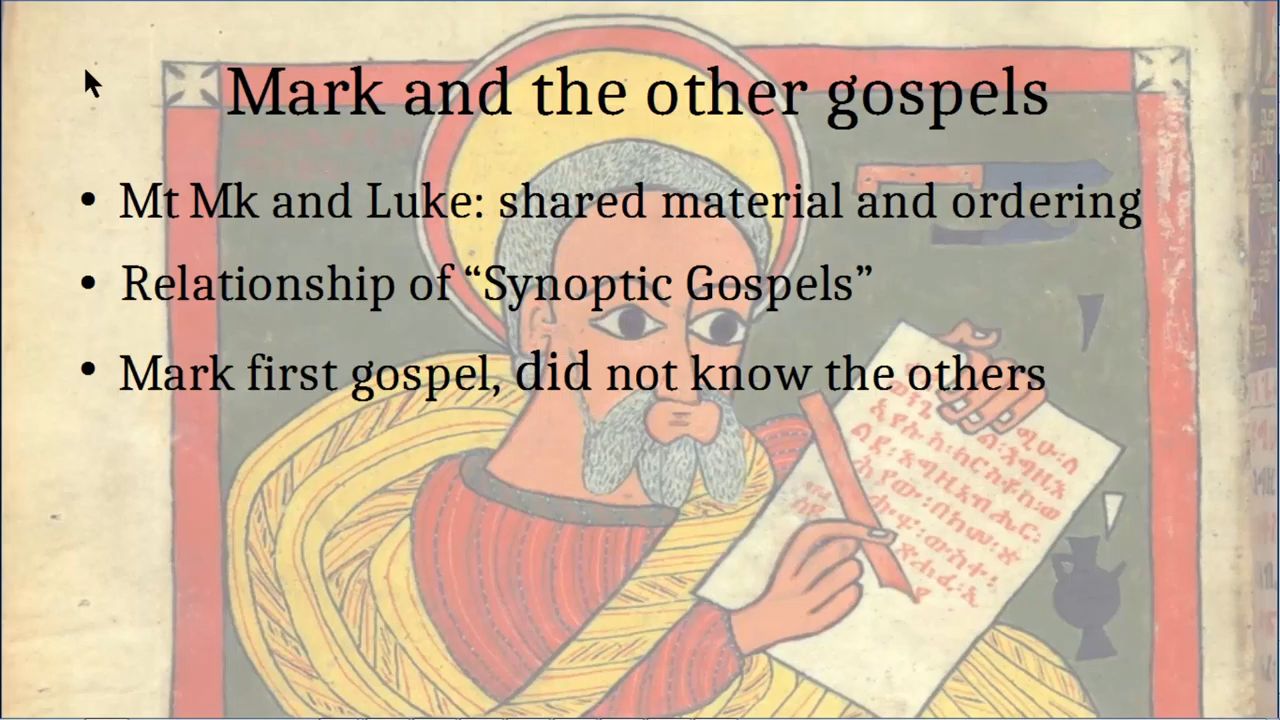 Mark and the other gospels
• Mt Mk and Luke: shared material and ordering
• Relationship of “Synoptic Gospels”
• Mark first gospel, did not know the others